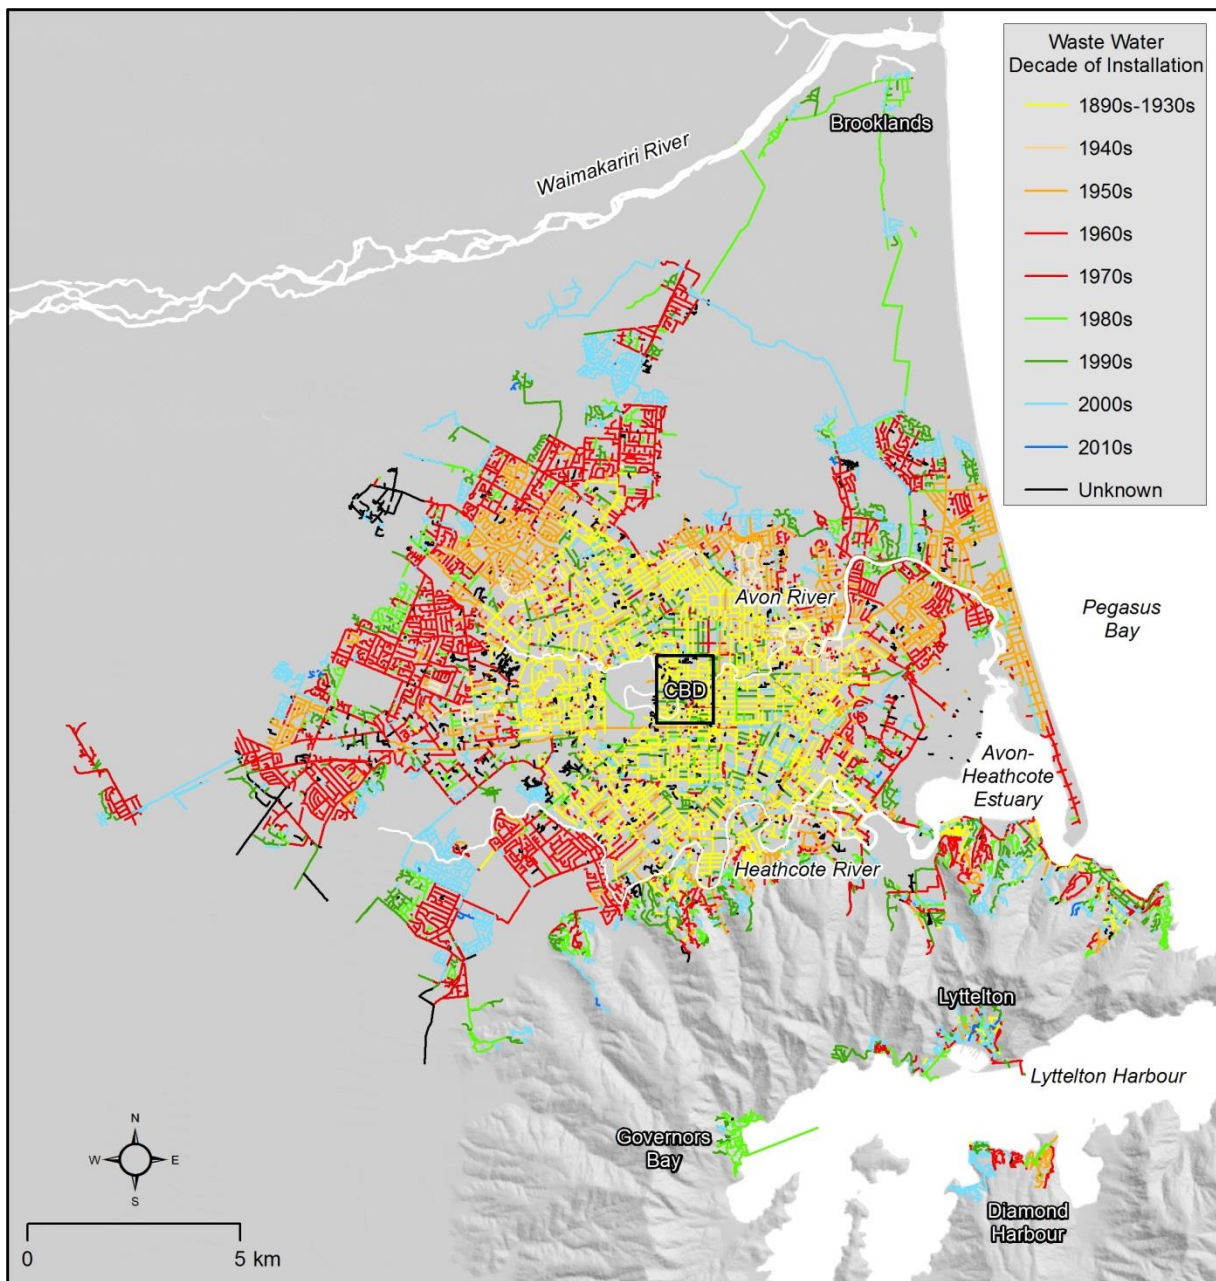 Waste Water
Decade of Installation
1890s-1930s
1940s
1950s
1960s
1970s
1980s
1990s
2000s
2010s
Unknown
Brooklands
Waimakariri River
Avon River
Pegasus
Bay
CBD
Avon-
Heathcote
Estuary
Heathcote River
Lyttelton
Lyttelton Harbour
Governors
Bay
Diamond
Harbour
N
W
E
S
0
5 km